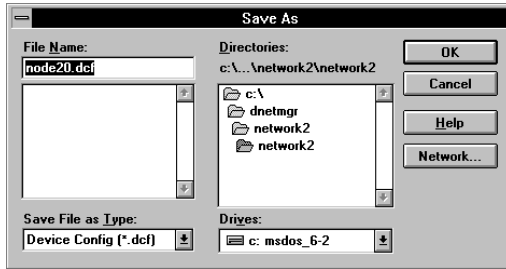 Save As
File Name:
node20.dcf
Directories:
c:\...\network2\network2
c:\
dnetmgr
network2
network2
OK
Cancel
Help
Network...
Save File as Type:
Device Config (*.dcf)
Drives:
c: msdos_6-2